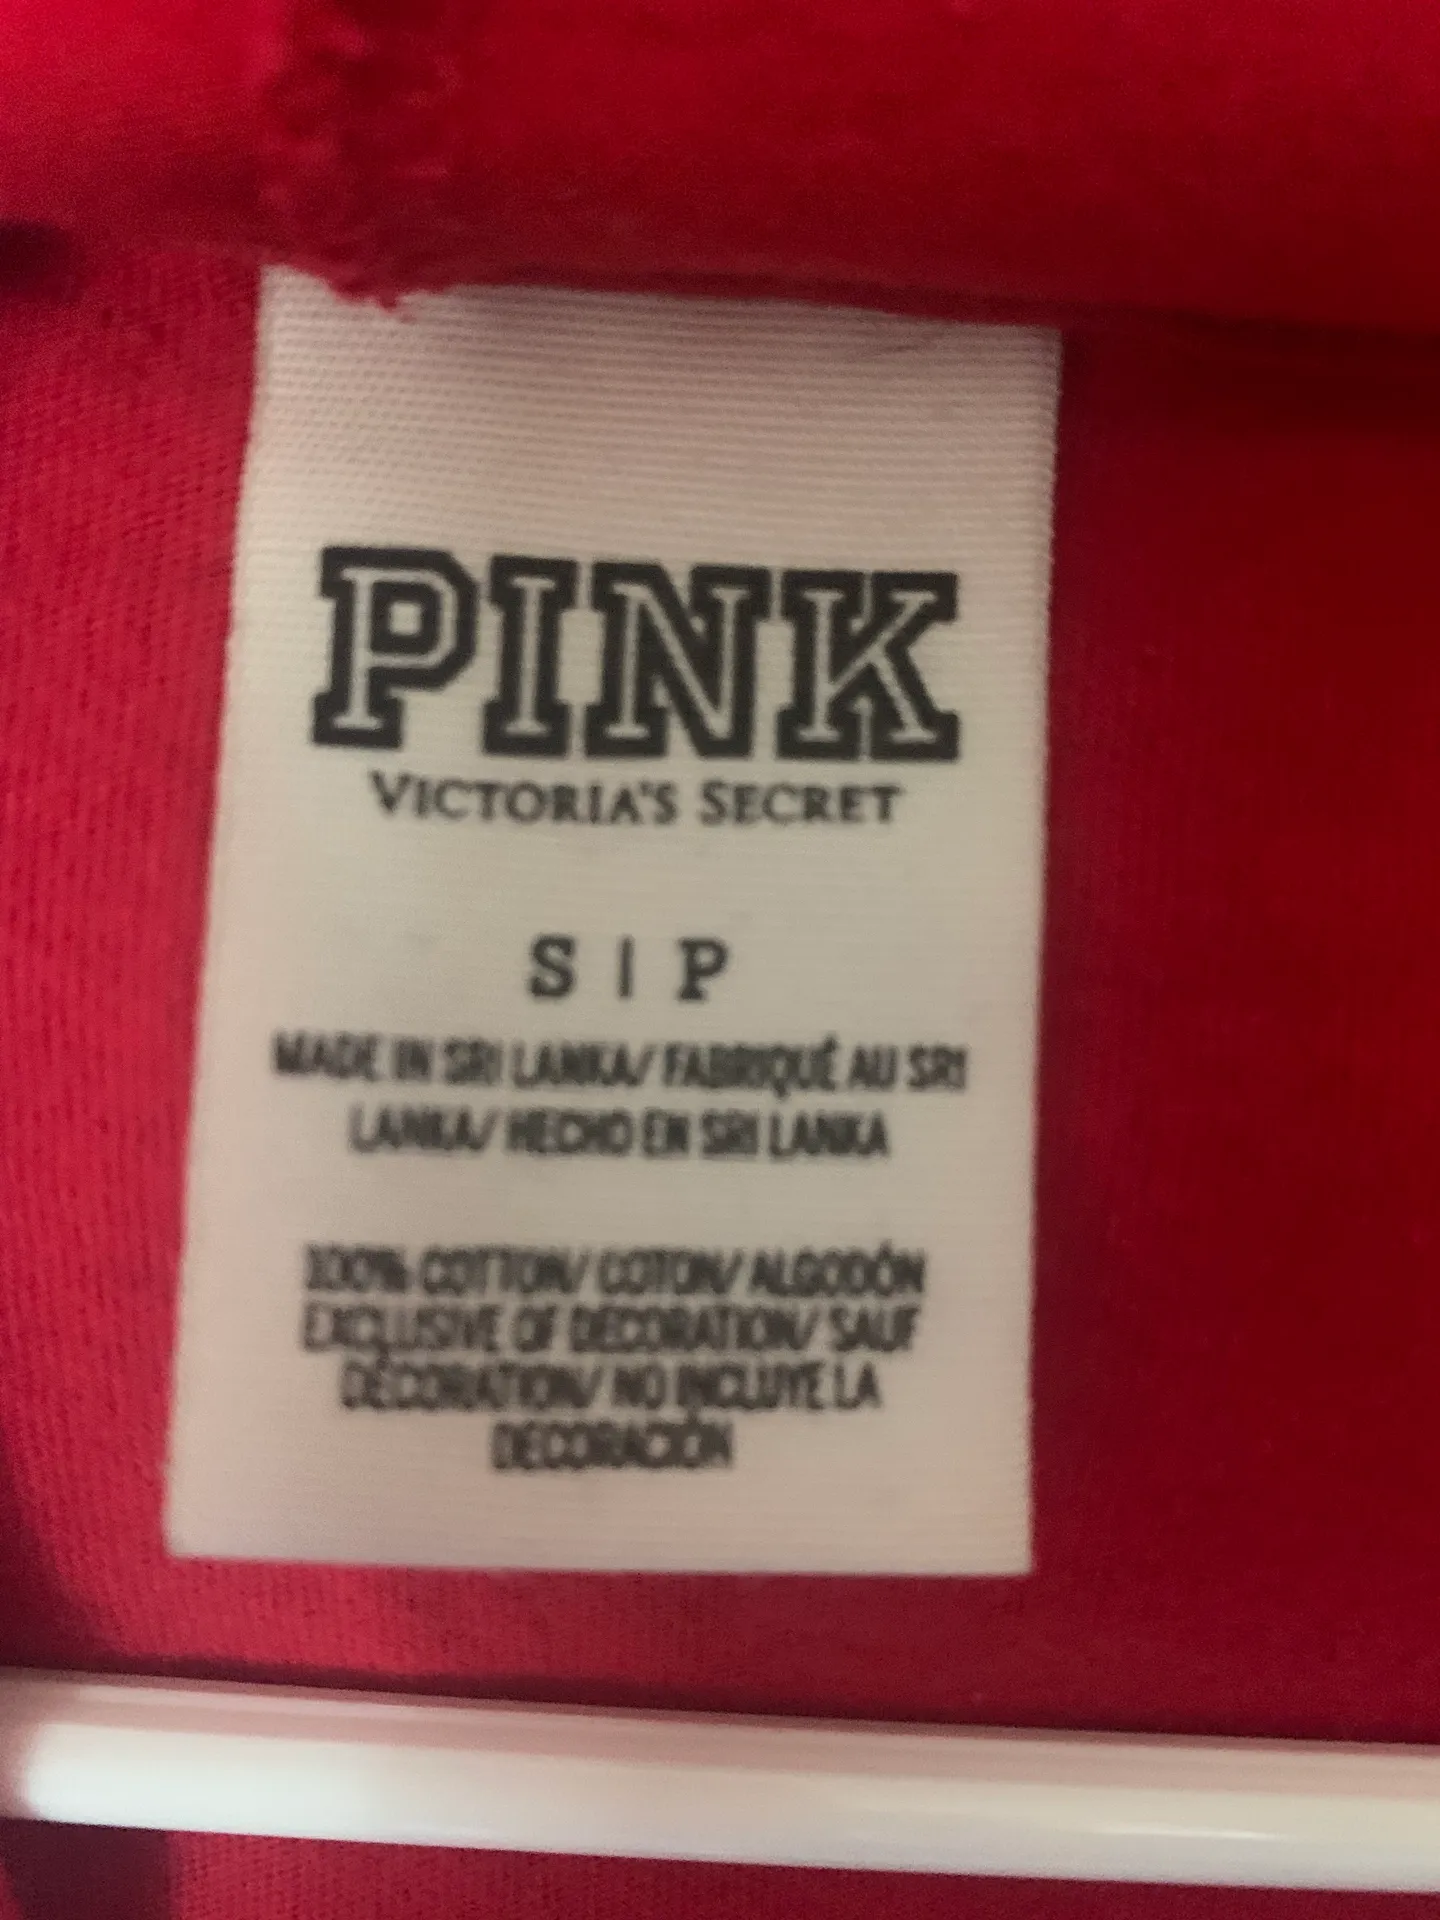 PINK
VICTORIA'S SECRET
S | P
MADE IN SRI LANKA/ FABRIQUÉ AU SRI
LANKA/ HECHO EN SRI LANKA
100% COTTON/ COTON/ ALGODÓN
EXCLUSIVE OF DECORATION/ SAUF
DÉCORATION/ NO INCLUYE LA
DECORACIÓN